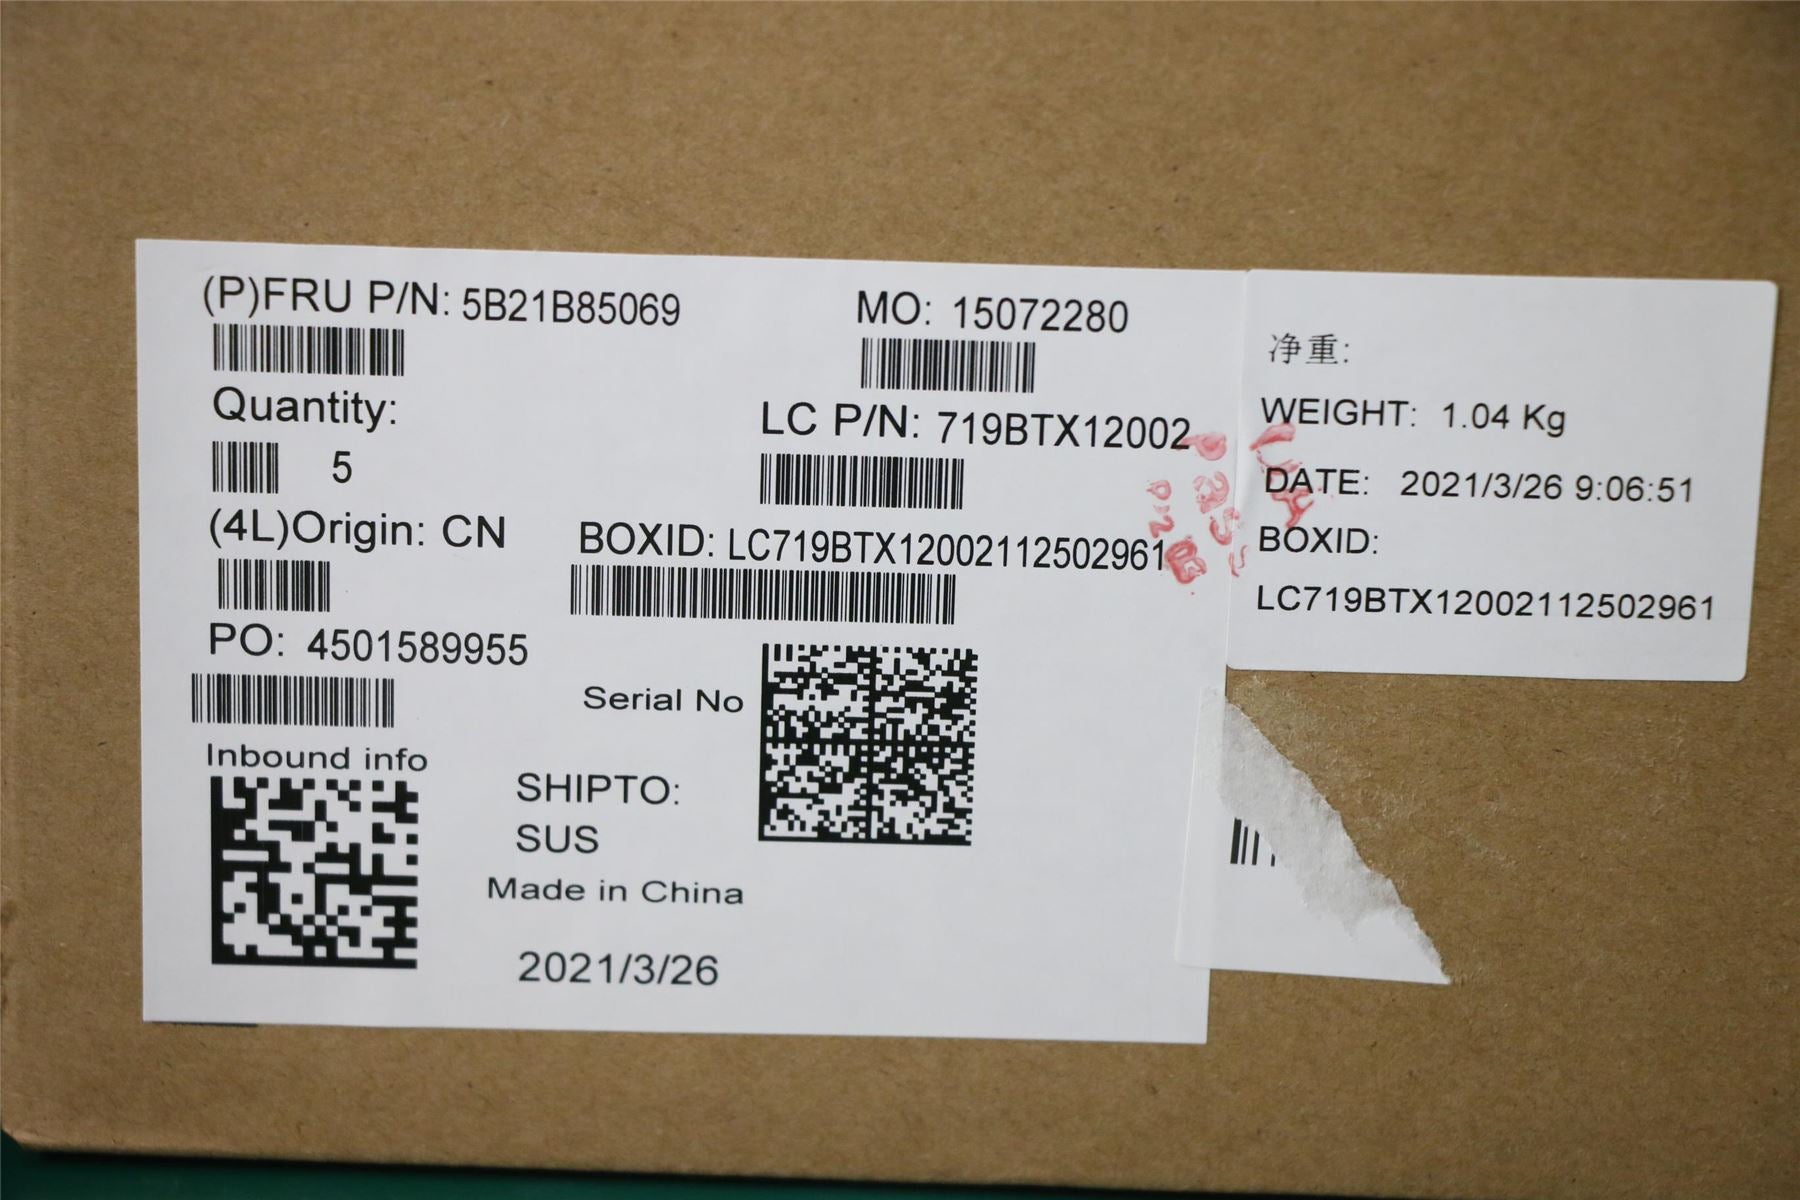 (P)FRU P/N: 5B21B85069
MO: 15072280
Quantity:
5
LC P/N: 719BTX12002
(4L)Origin: CN
BOXID: LC719BTX12002112502961
PO: 4501589955
Serial No
Inbound info
SHIPTO:
SUS
Made in China
2021/3/26
净重:
WEIGHT: 1.04 Kg
DATE: 2021/3/26 9:06:51
BOXID:
LC719BTX12002112502961